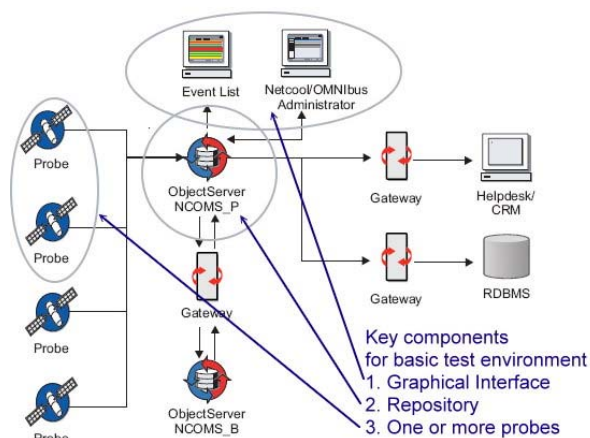 Event List
Netcool/OMNIbus
Administrator
Probe
ObjectServer
NCOMS_P
Gateway
Helpdesk/
CRM
Probe
Gateway
RDBMS
Probe
Gateway
Key components
for basic test environment
1. Graphical Interface
2. Repository
3. One or more probes
Probe
ObjectServer
NCOMS_B